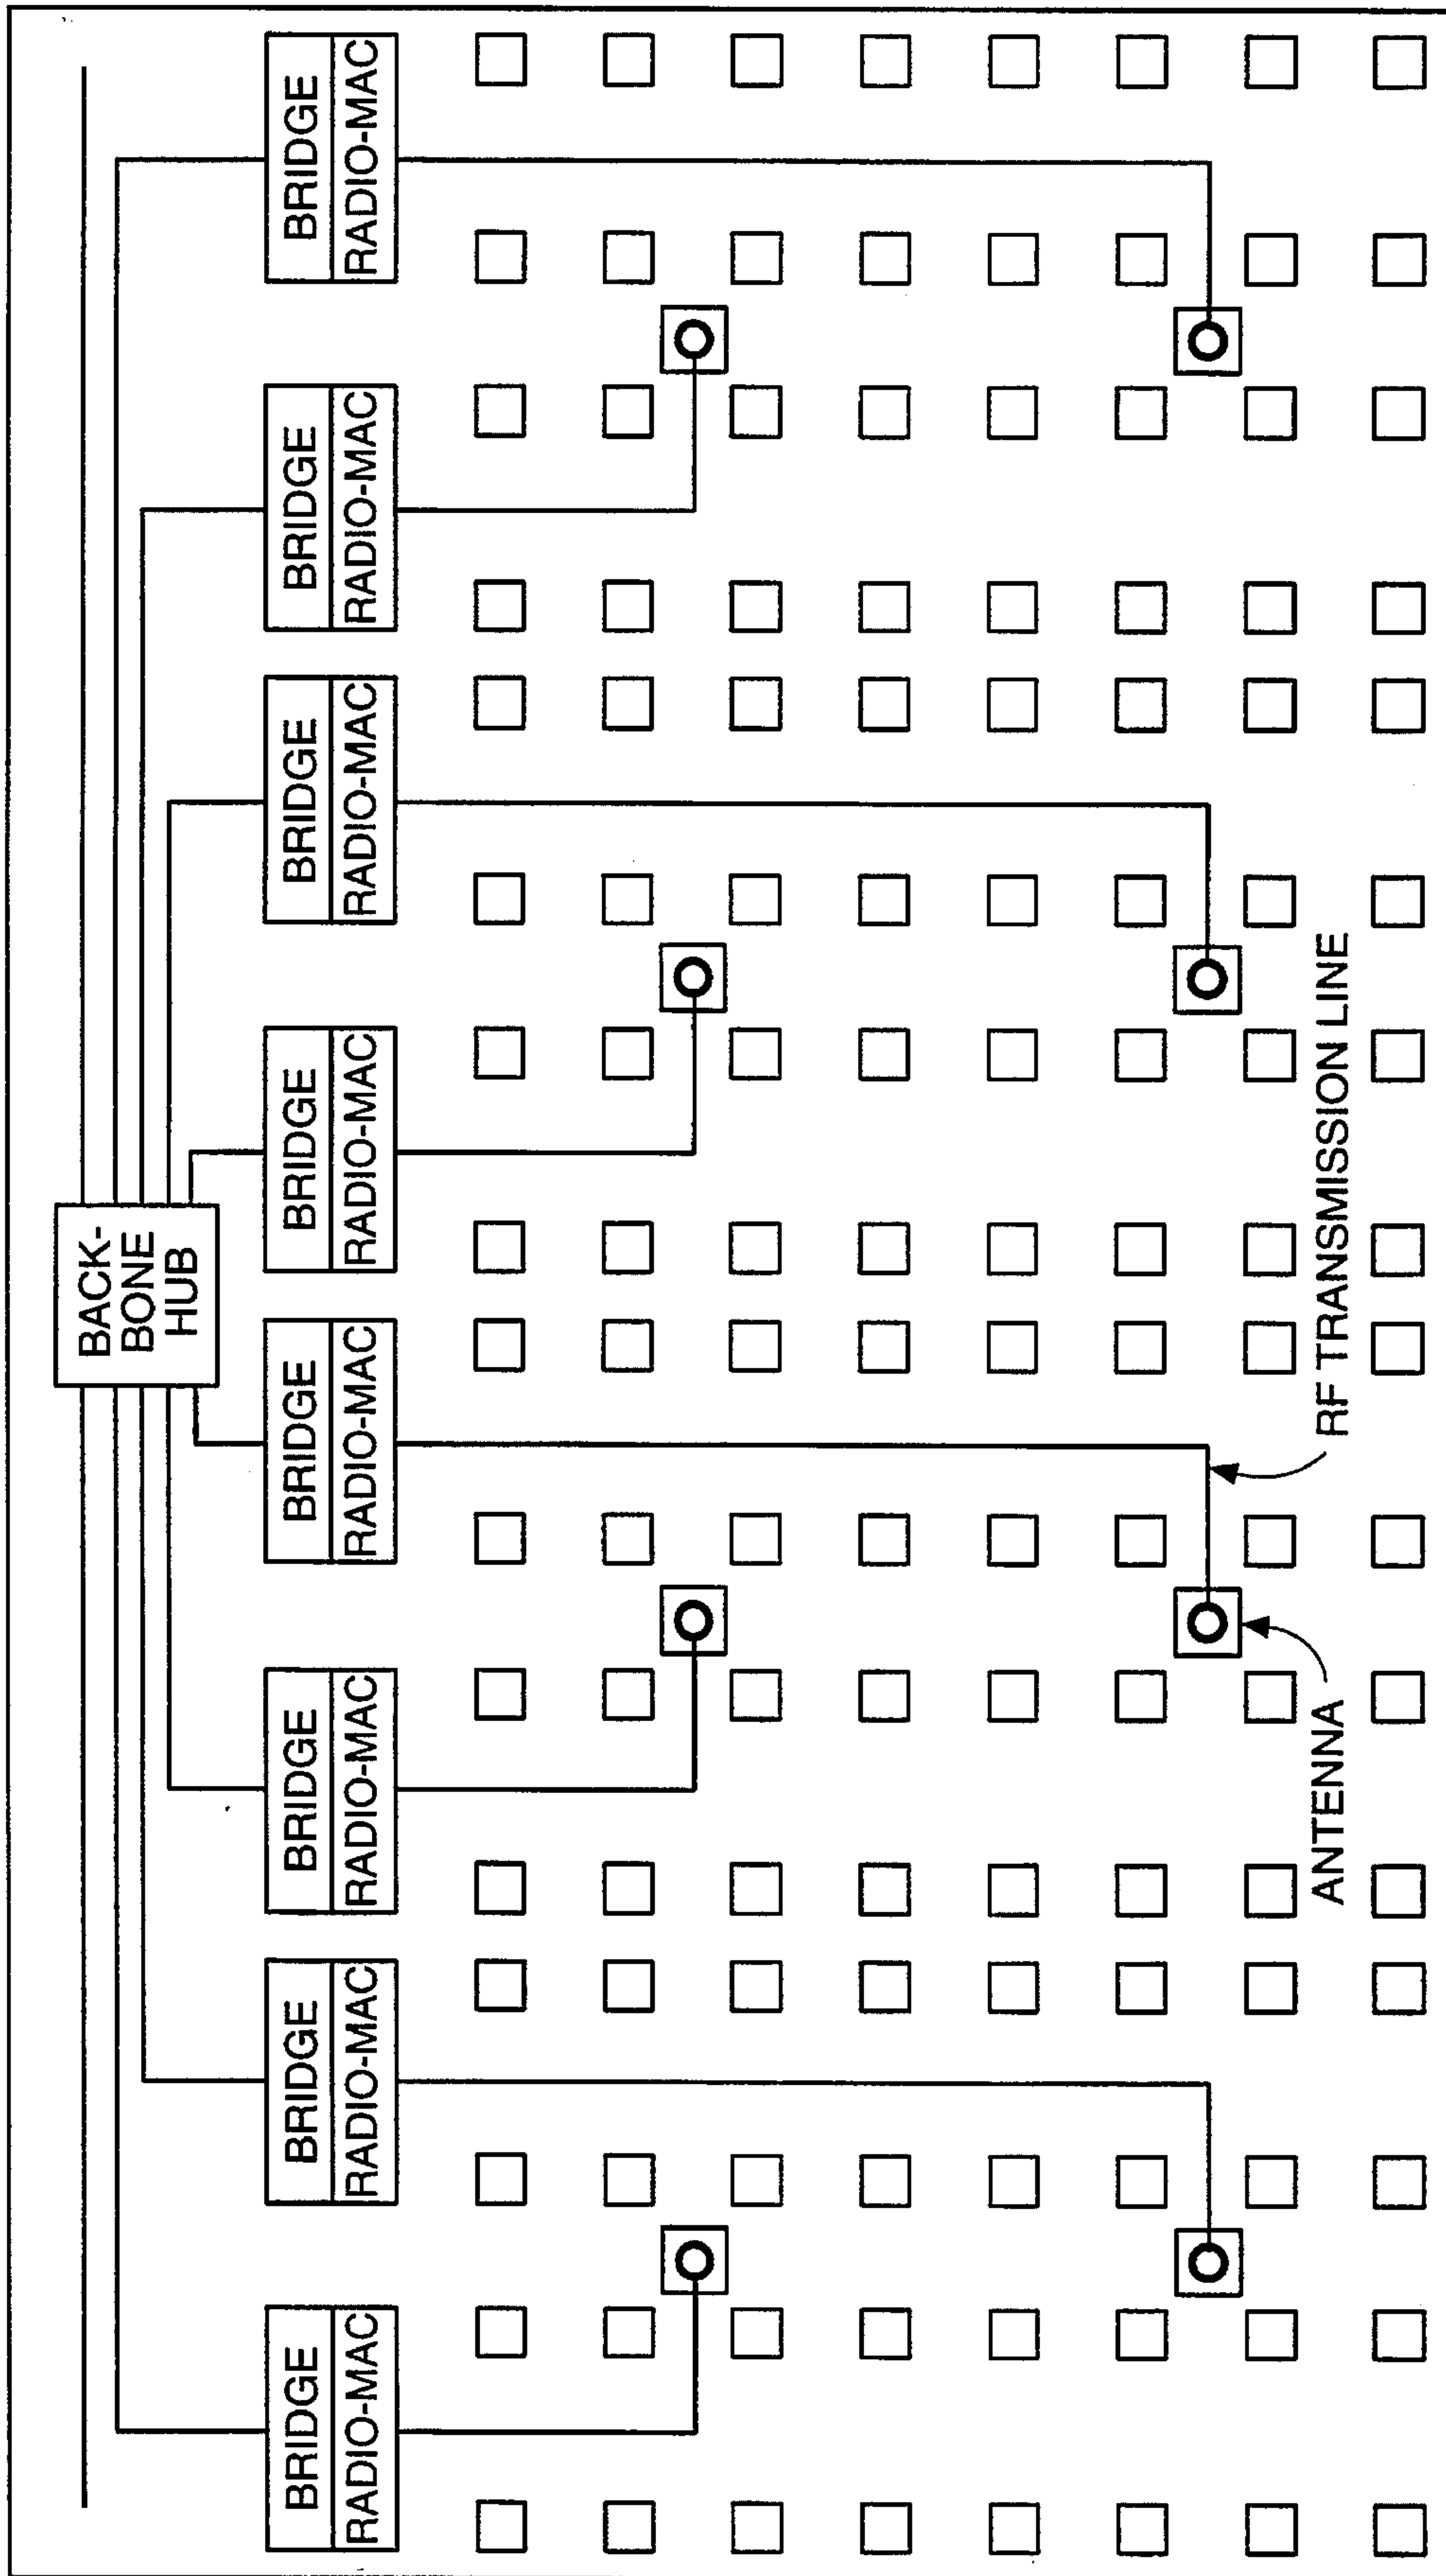 BACK-
BONE
HUB
BRIDGE
RADIO-MAC
BRIDGE
RADIO-MAC
BRIDGE
RADIO-MAC
BRIDGE
RADIO-MAC
BRIDGE
RADIO-MAC
BRIDGE
RADIO-MAC
BRIDGE
RADIO-MAC
BRIDGE
RADIO-MAC
ANTENNA
RF TRANSMISSION LINE